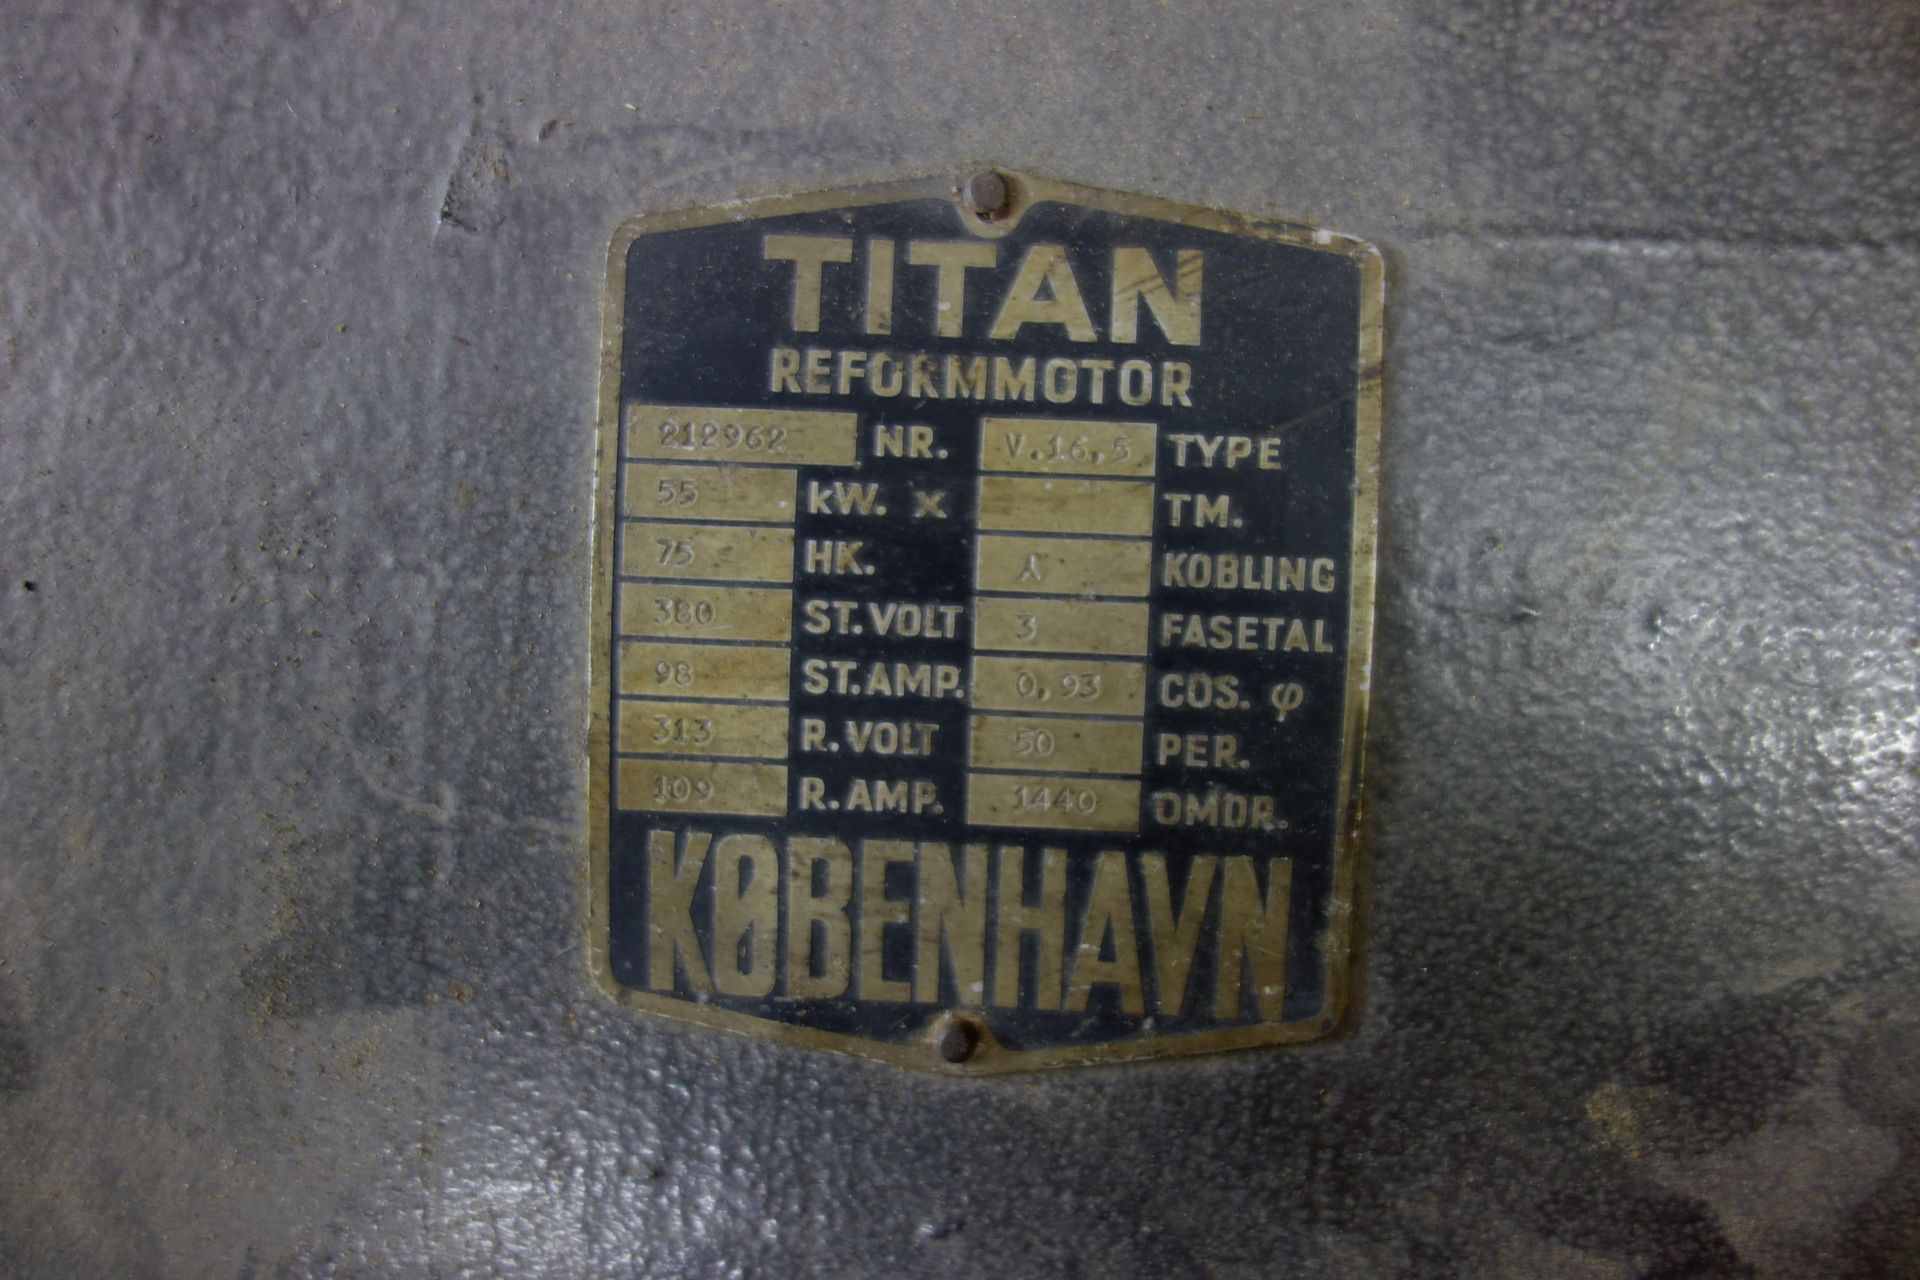 TITAN
REFORMMOTOR
212962 NR. V.16,5 TYPE
55 kW. x TM.
75 HK. KOBLING
380 ST.VOLT 3 FASETAL
98 ST.AMP. 0,93 COS. φ
313 R.VOLT 50 PER.
109 R.AMP. 1440 OMDR.
KØBENHAVN